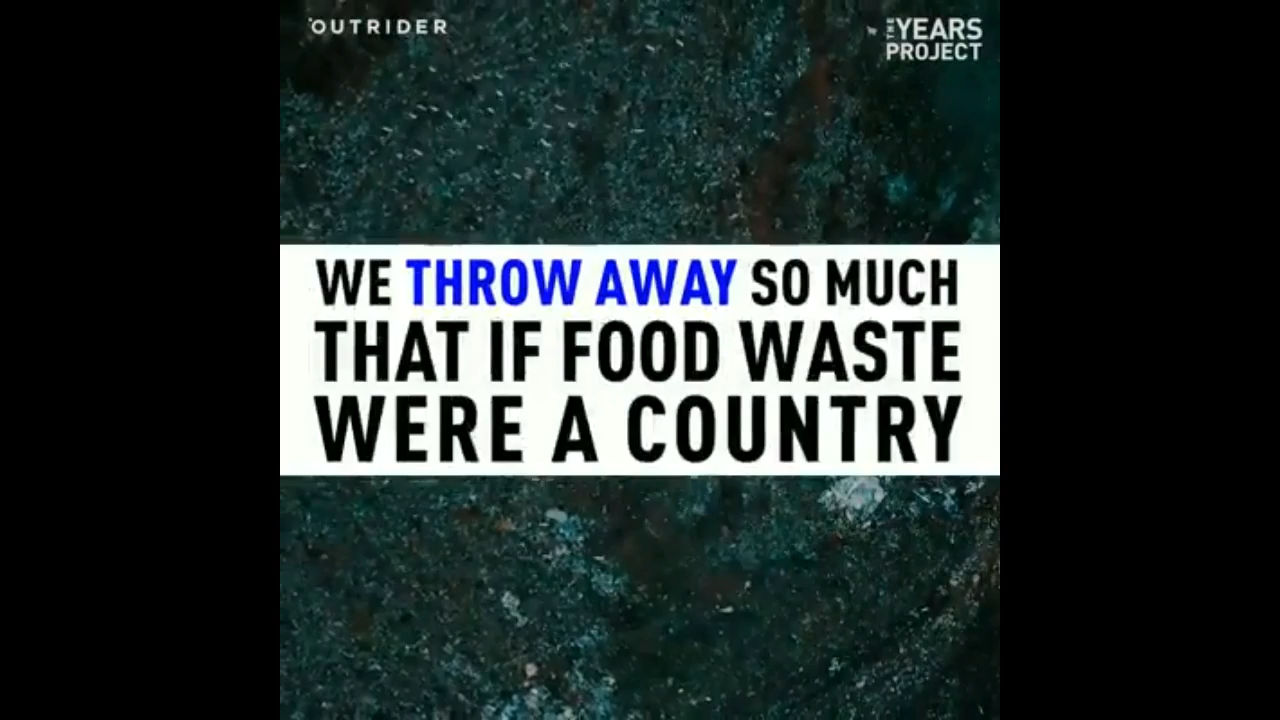 OUTRIDER
THE YEARS
PROJECT
WE THROW AWAY SO MUCH
THAT IF FOOD WASTE
WERE A COUNTRY